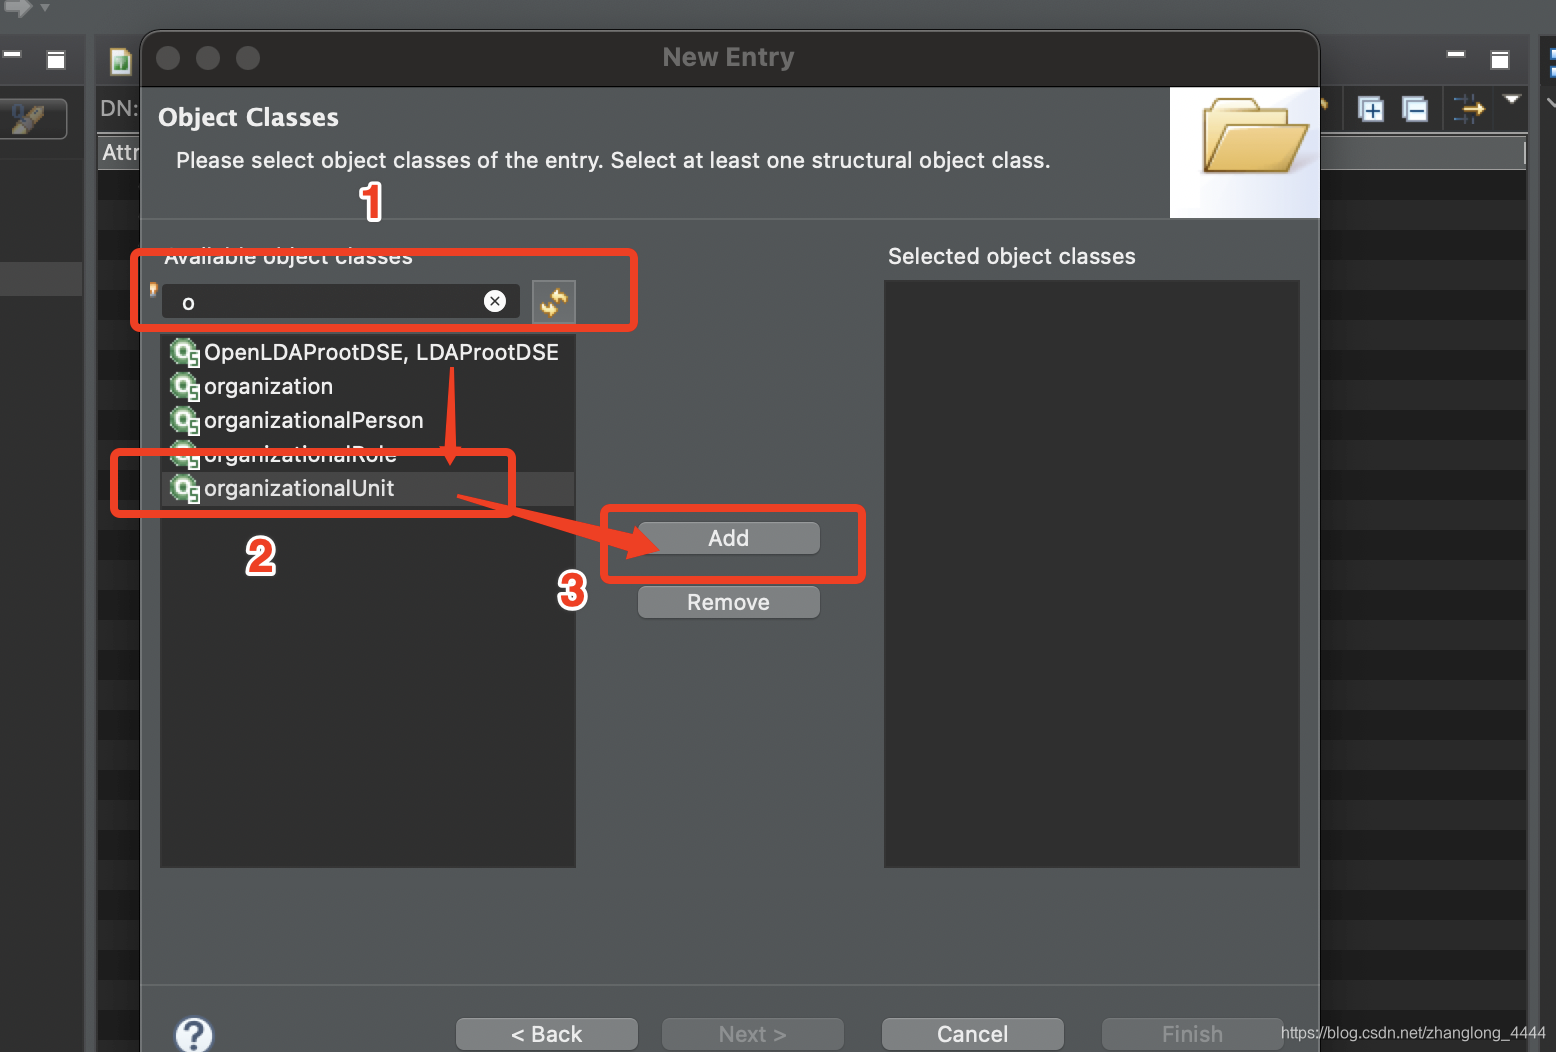 New Entry
DN:
Object Classes
Please select object classes of the entry. Select at least one structural object class.
Attr
1
Available object classes
Selected object classes
o
OpenLDAProotDSE, LDAProotDSE
organization
organizationalPerson
organizationalRole
organizationalUnit
Add
2
3
Remove
?
< Back
Next >
Cancel
Finish
https://blog.csdn.net/zhanglong_4444